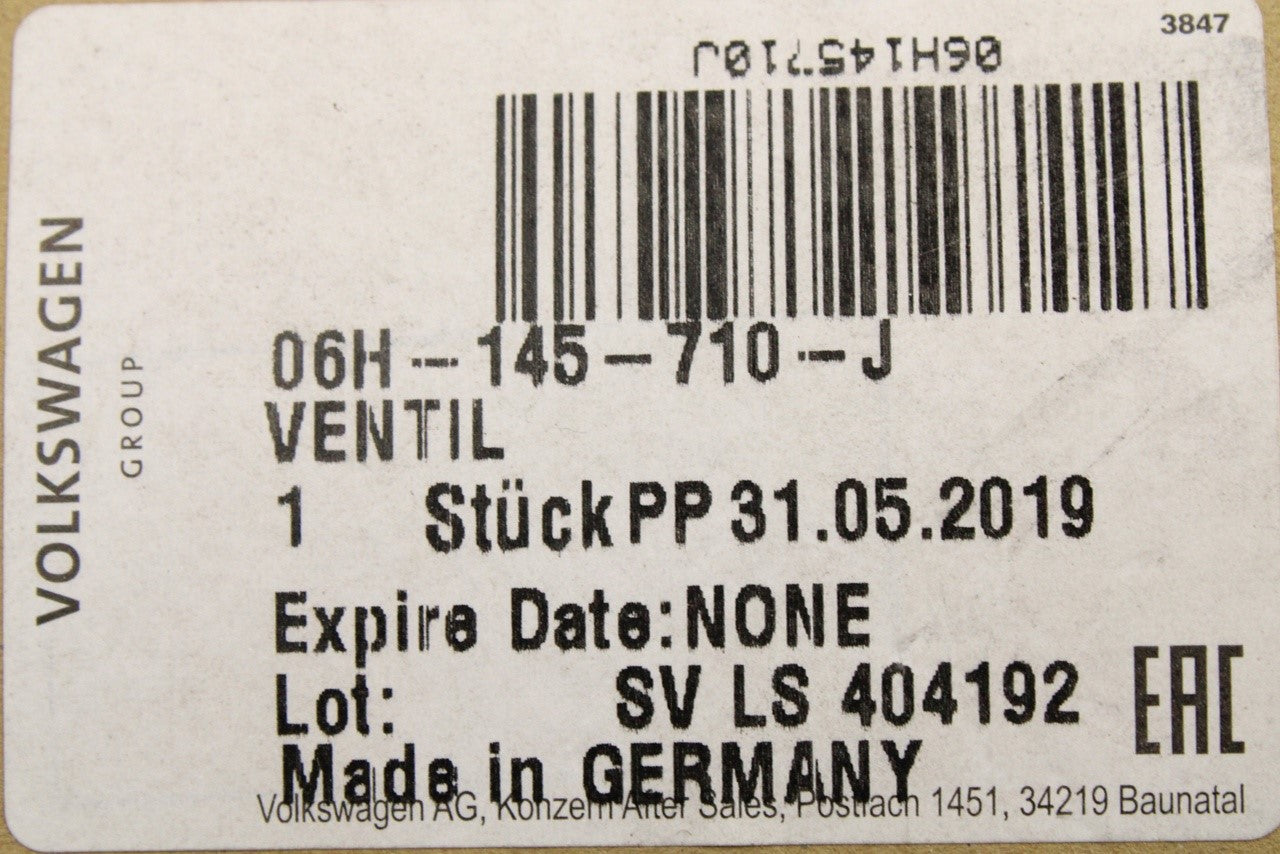 3847
06H145710J
VOLKSWAGEN
GROUP
06H-145-710-J
VENTIL
1 Stück PP 31.05.2019
Expire Date:NONE
Lot: SV LS 404192
EAC
Made in GERMANY
Volkswagen AG, Konzern After Sales, Postfach 1451, 34219 Baunatal